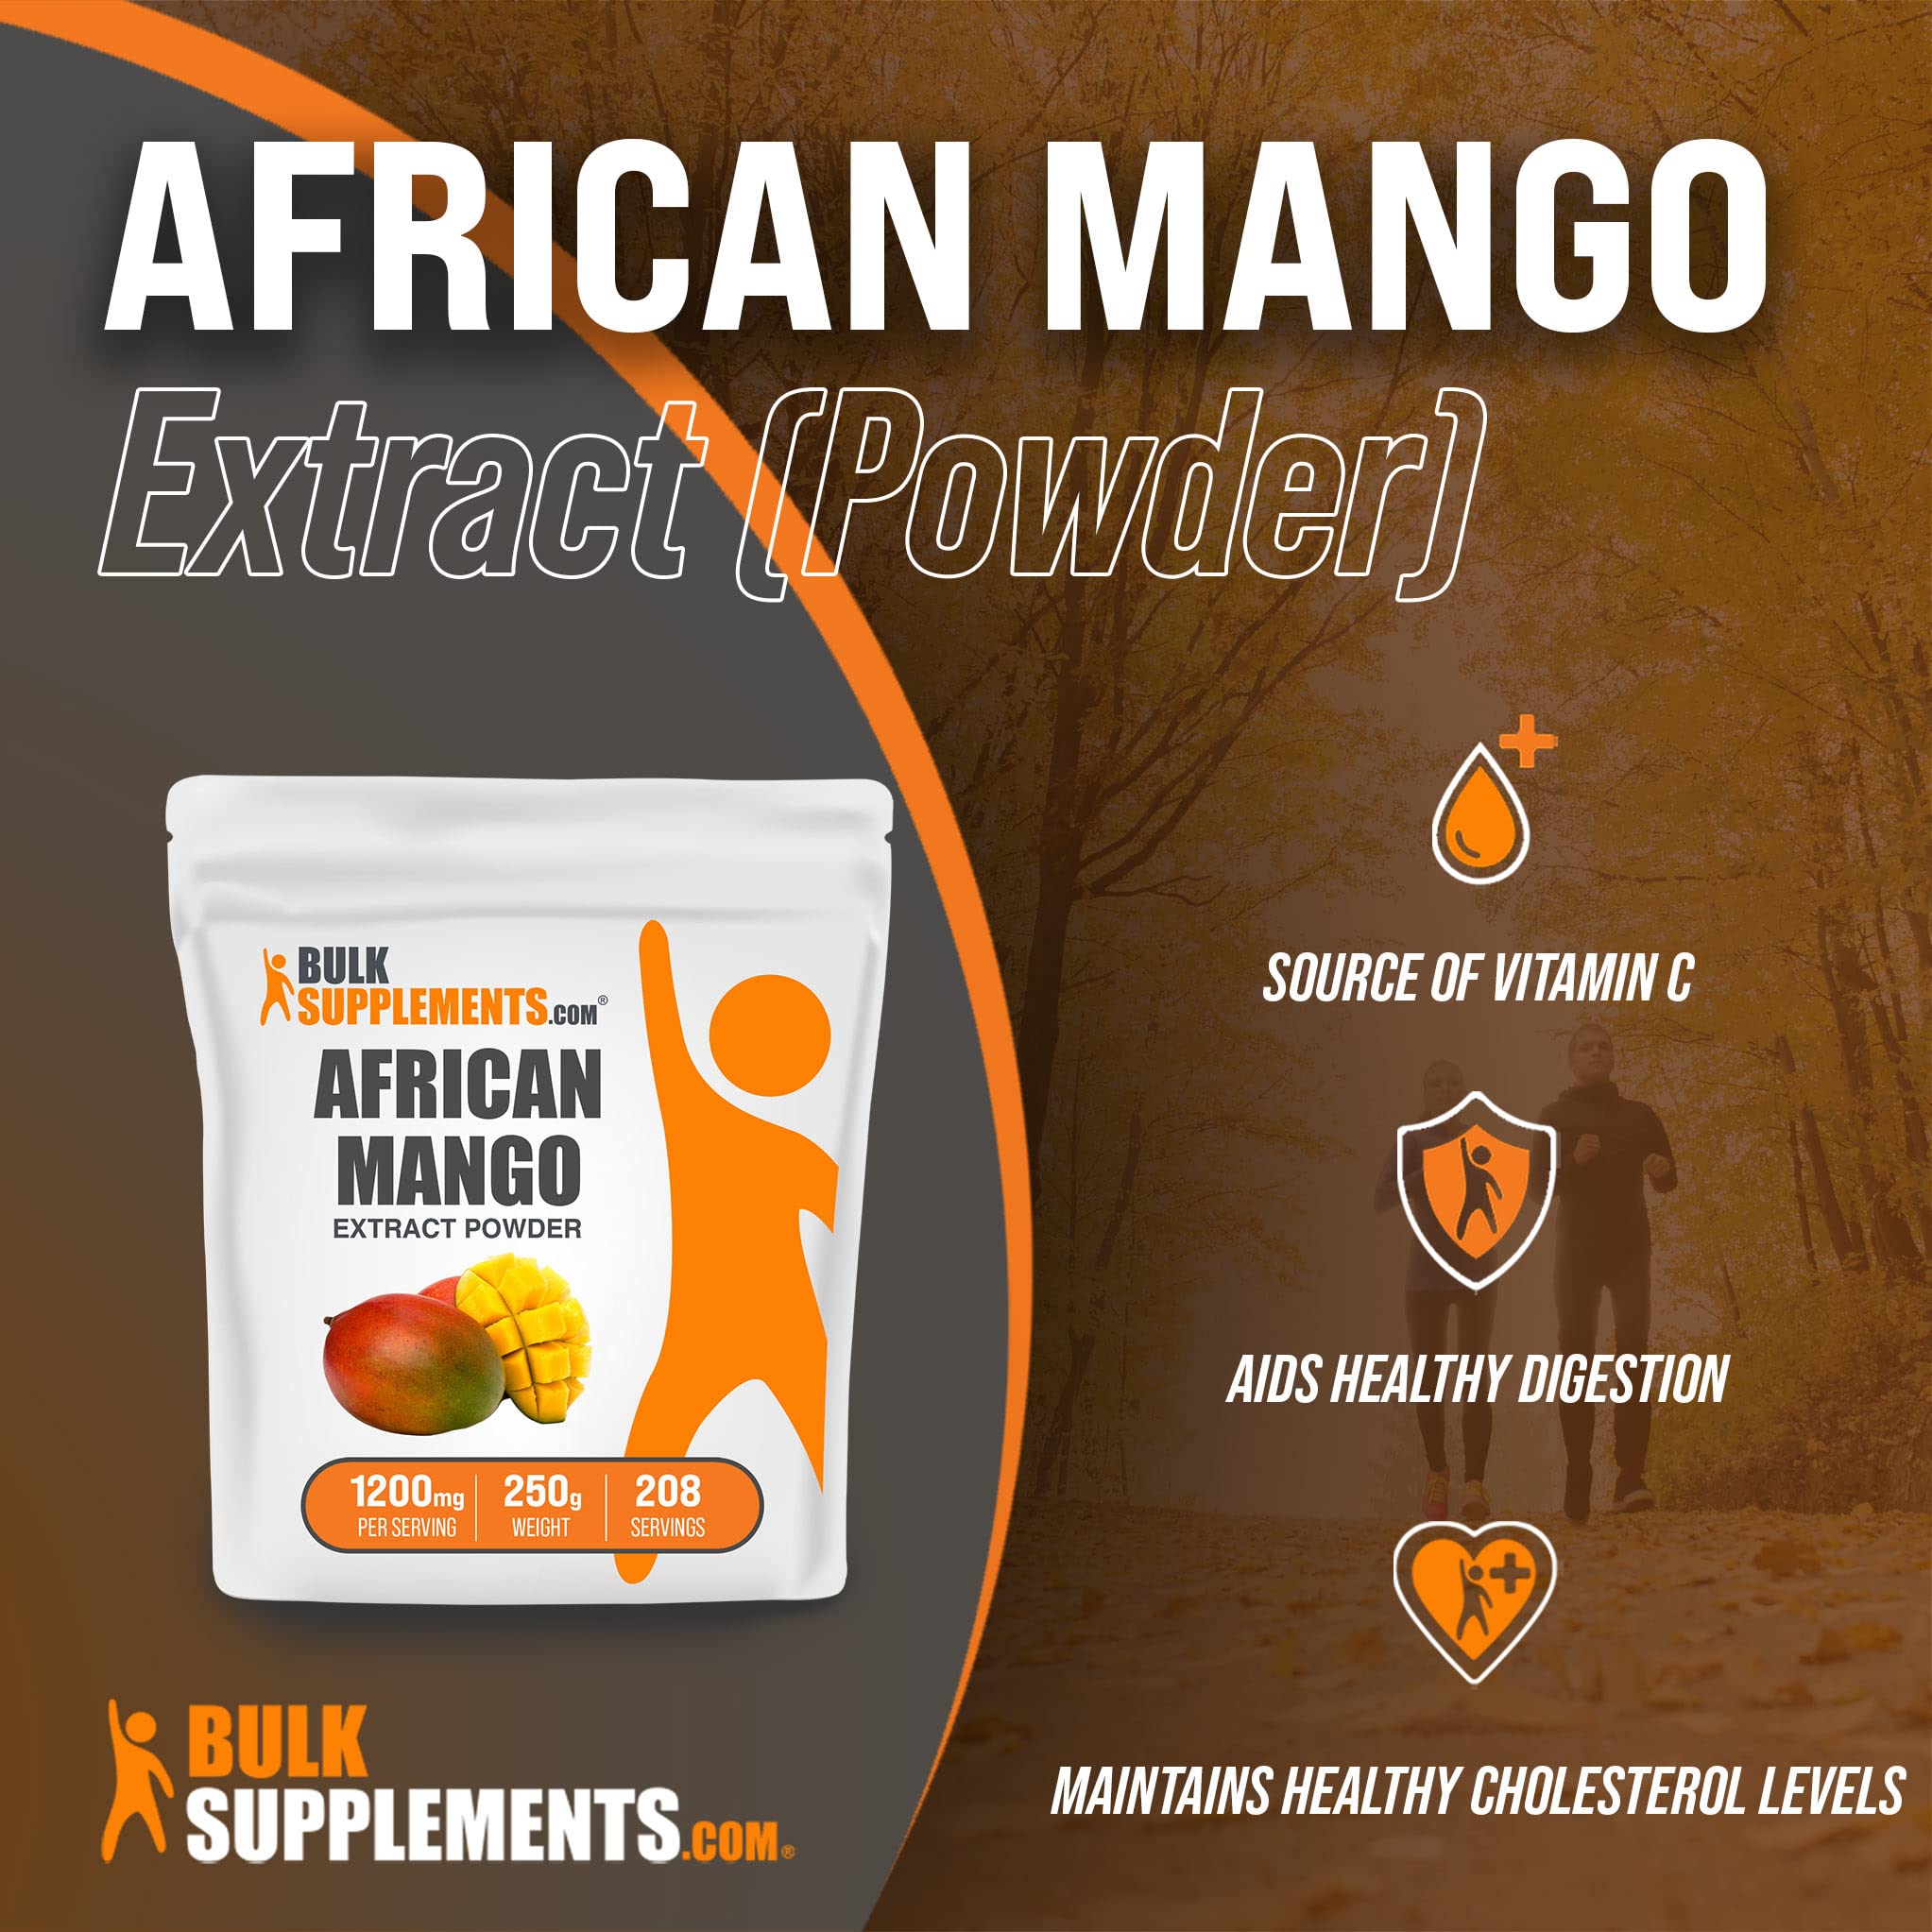 AFRICAN MANGO
Extract (Powder)
BULK
SUPPLEMENTS.COM®
AFRICAN
MANGO
EXTRACT POWDER
1200mg
PER SERVING
250g
WEIGHT
208
SERVINGS
SOURCE OF VITAMIN C
AIDS HEALTHY DIGESTION
MAINTAINS HEALTHY CHOLESTEROL LEVELS
BULK
SUPPLEMENTS.COM®